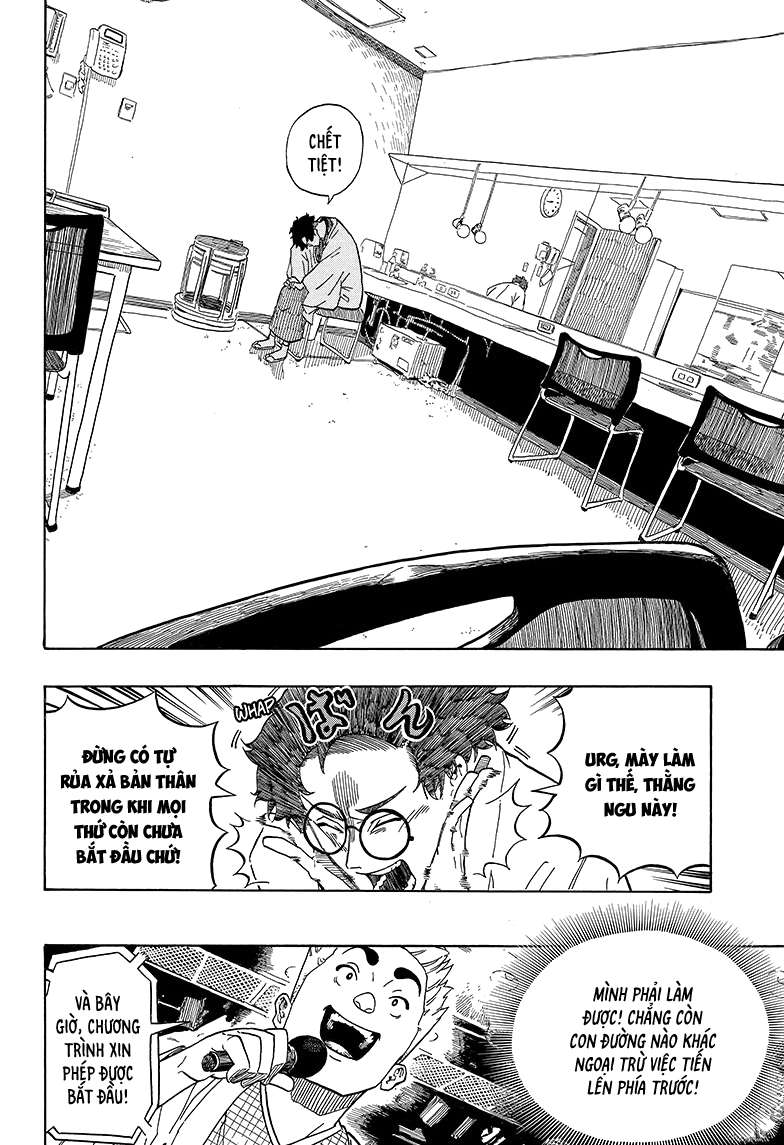 CHẾT
TIỆT!
URG, MÀY LÀM
GÌ THẾ, THẰNG
NGU NÀY!
ばん
WHAP
ĐỪNG CÓ TỰ
RỦA XẢ BẢN THÂN
TRONG KHI MỌI
THỨ CÒN CHƯA
BẮT ĐẦU CHỨ!
MÌNH PHẢI LÀM
ĐƯỢC! CHẲNG CÒN
CON ĐƯỜNG NÀO KHÁC
NGOẠI TRỪ VIỆC TIẾN
LÊN PHÍA TRƯỚC!
VÀ BÂY
GIỜ, CHƯƠNG
TRÌNH XIN
PHÉP ĐƯỢC
BẮT ĐẦU!